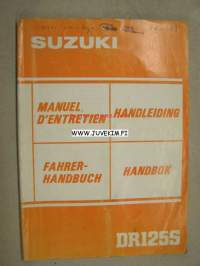 SUZUKI
MANUEL
D'ENTRETIEN
HANDLEIDING
FAHRER-
HANDBUCH
HANDBOK
DR125S
www.JUVEKIM.FI